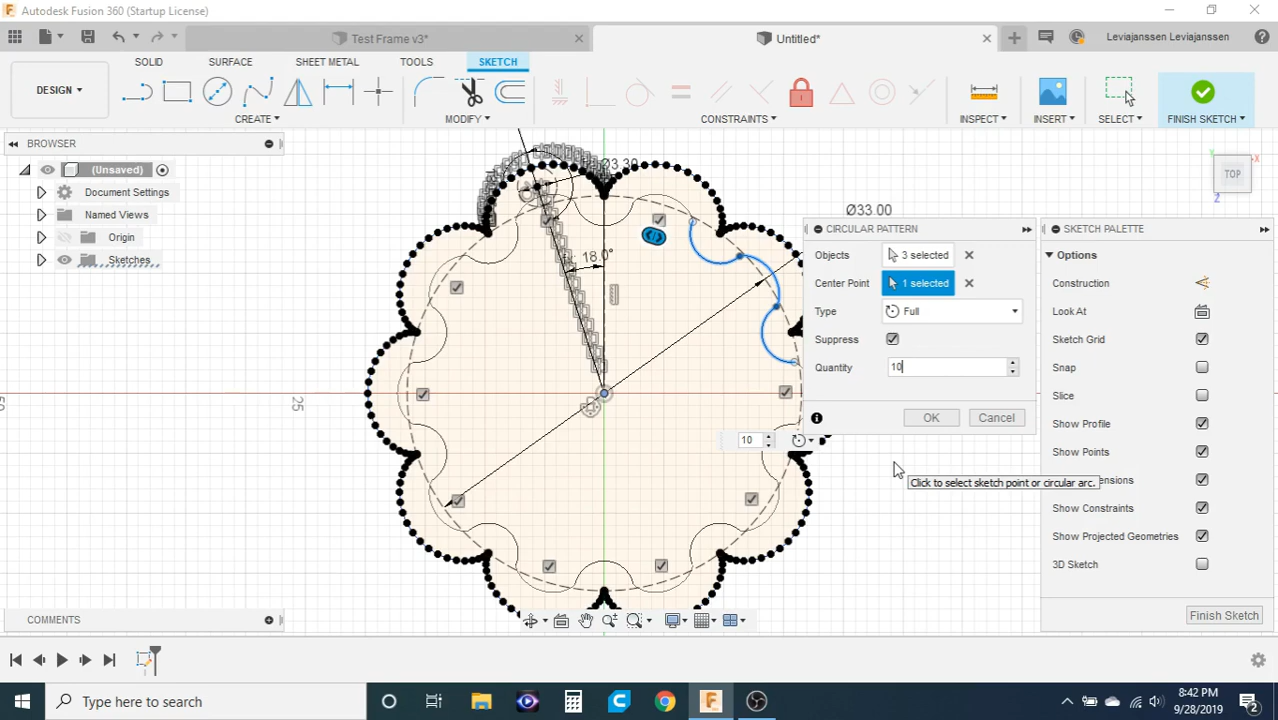 Autodesk Fusion 360 (Startup License)
Test Frame v3*
Untitled*
Leviajanssen Leviajanssen
SOLID SURFACE SHEET METAL TOOLS SKETCH
DESIGN
CREATE MODIFY CONSTRAINTS INSPECT INSERT SELECT FINISH SKETCH
BROWSER
(Unsaved)
Document Settings
Named Views
Origin
Sketches
Ø3.30
18.0°
Ø33.00
25
50
TOP
X
Y
Z
CIRCULAR PATTERN
Objects 3 selected
Center Point 1 selected
Type Full
Suppress
Quantity 10
OK Cancel
10
Click to select sketch point or circular arc.
SKETCH PALETTE
Options
Construction
Look At
Sketch Grid
Snap
Slice
Show Profile
Show Points
ensions
Show Constraints
Show Projected Geometries
3D Sketch
Finish Sketch
COMMENTS
Type here to search
8:42 PM
9/28/2019
2